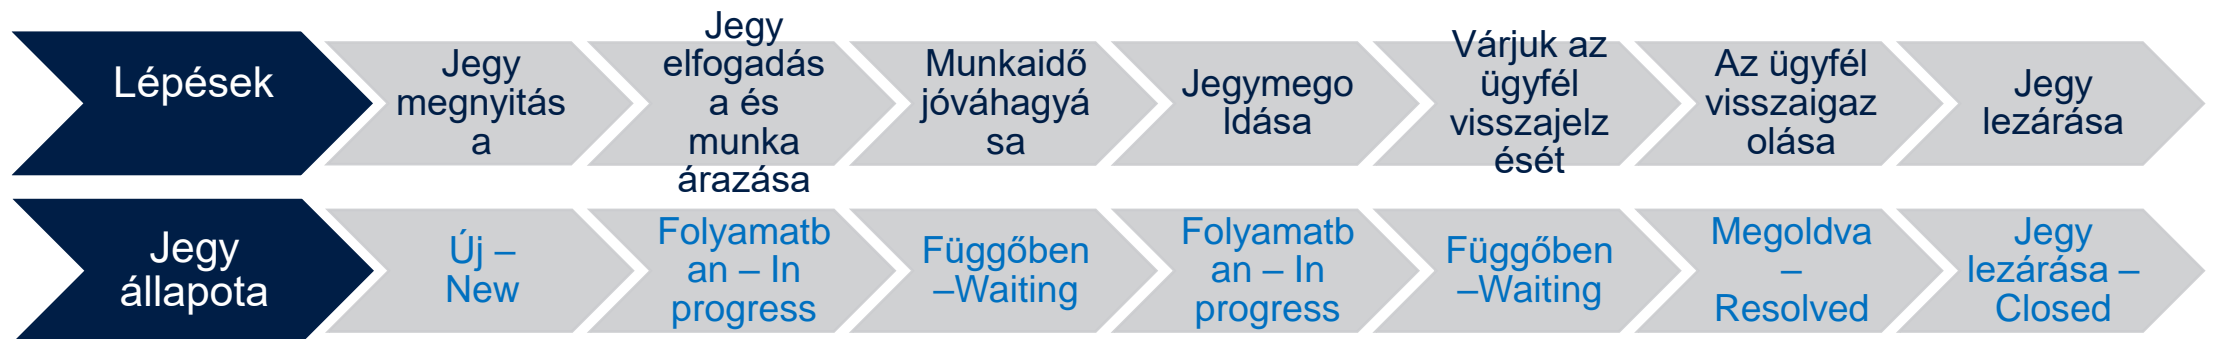 Lépések
Jegy
megnyitás
a
Jegy
elfogadás
a és
munka
árazása
Munkaidő
jóváhagyá
sa
Jegymego
ldása
Várjuk az
ügyfél
visszajelz
ését
Az ügyfél
visszaigaz
olása
Jegy
lezárása
Jegy
állapota
Új –
New
Folyamatb
an – In
progress
Függőben
–Waiting
Folyamatb
an – In
progress
Függőben
–Waiting
Megoldva
–
Resolved
Jegy
lezárása –
Closed